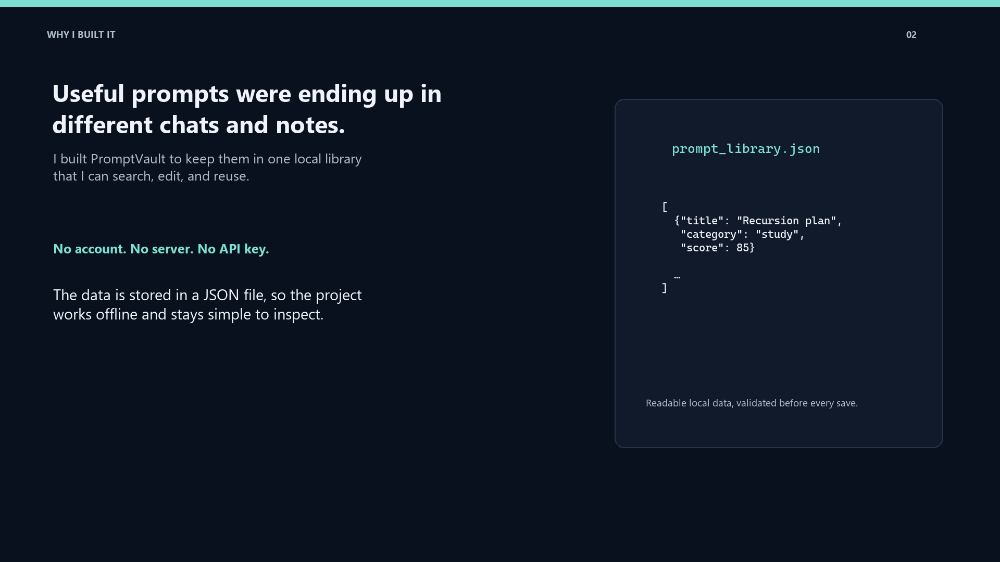 WHY I BUILT IT
02
Useful prompts were ending up in
different chats and notes.
I built PromptVault to keep them in one local library
that I can search, edit, and reuse.
No account. No server. No API key.
The data is stored in a JSON file, so the project
works offline and stays simple to inspect.
prompt_library.json
[
  {"title": "Recursion plan",
   "category": "study",
   "score": 85}
  …
]
Readable local data, validated before every save.